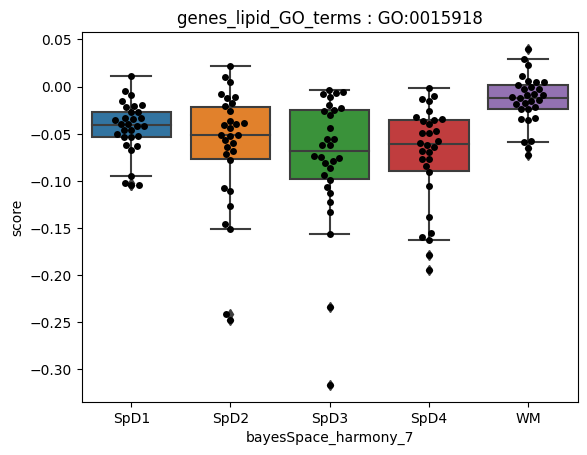 genes_lipid_GO_terms : GO:0015918
0.05
0.00
−0.05
−0.10
−0.15
−0.20
−0.25
−0.30
score
SpD1 SpD2 SpD3 SpD4 WM
bayesSpace_harmony_7